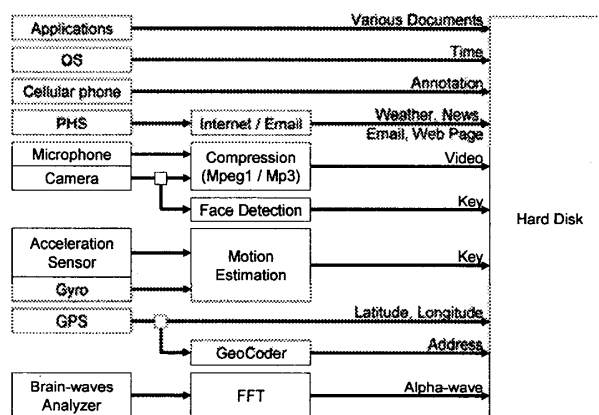 Applications
Various Documents
OS
Time
Cellular phone
Annotation
PHS
Internet / Email
Weather, News,
Email, Web Page
Microphone
Camera
Compression
(Mpeg1 / Mp3)
Video
Face Detection
Key
Hard Disk
Acceleration
Sensor
Gyro
Motion
Estimation
Key
GPS
Latitude, Longitude
GeoCoder
Address
Brain-waves
Analyzer
FFT
Alpha-wave